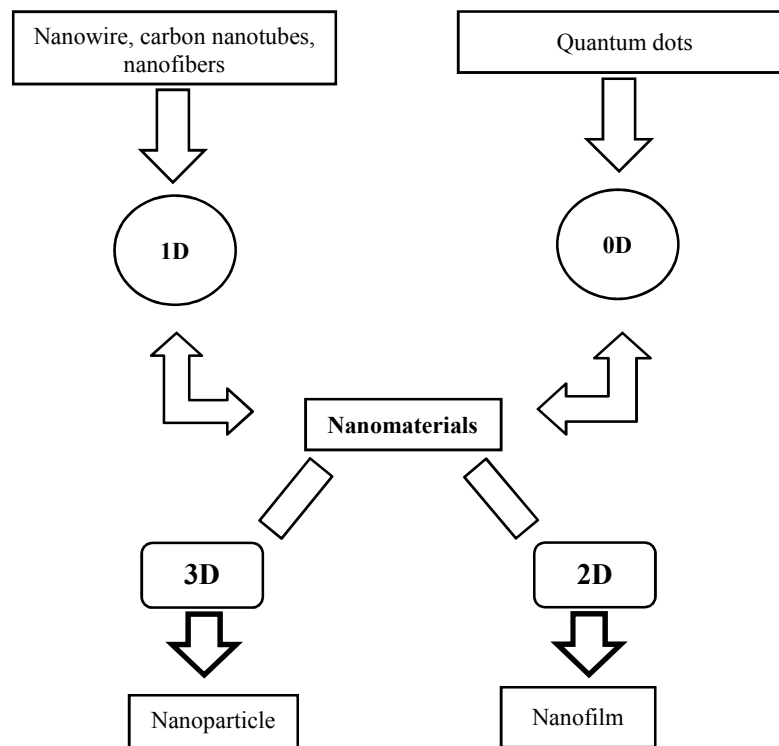 Nanowire, carbon nanotubes,
nanofibers
Quantum dots
1D
0D
Nanomaterials
3D
2D
Nanoparticle
Nanofilm